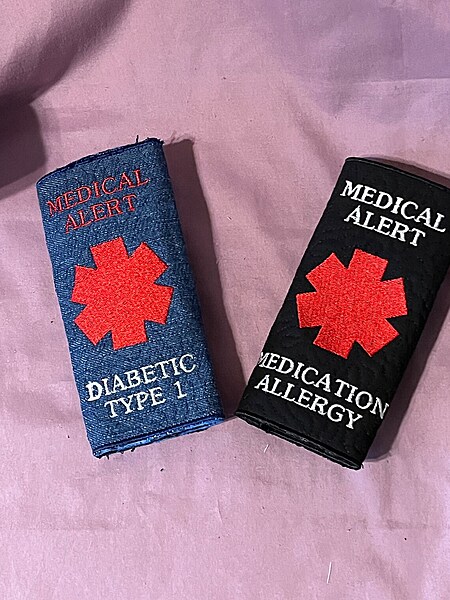 MEDICAL
ALERT
DIABETIC
TYPE 1
MEDICAL
ALERT
MEDICATION
ALLERGY